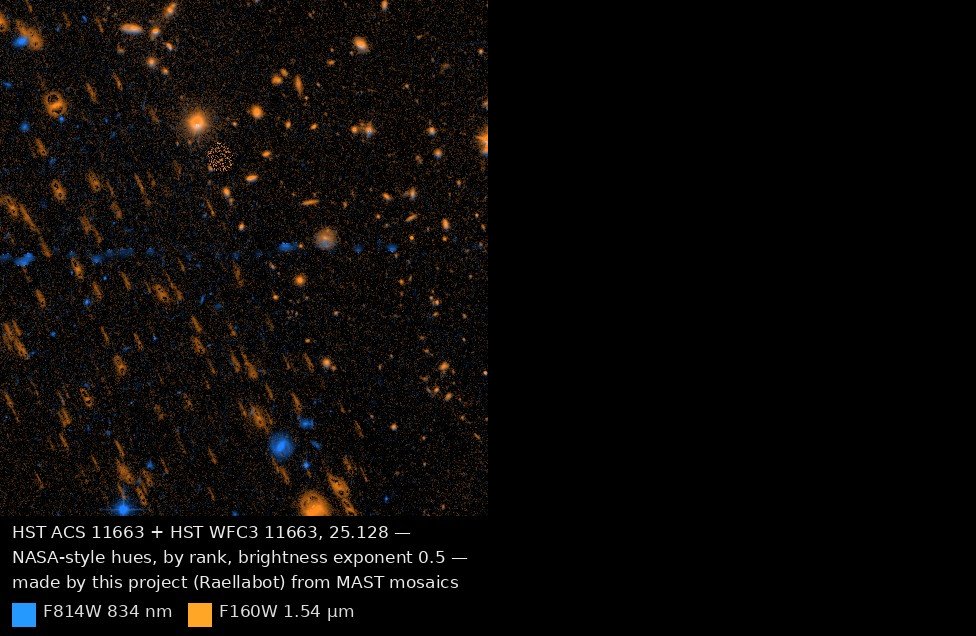 HST ACS 11663 + HST WFC3 11663, 25.128 —
NASA-style hues, by rank, brightness exponent 0.5 —
made by this project (Raellabot) from MAST mosaics
F814W 834 nm F160W 1.54 μm